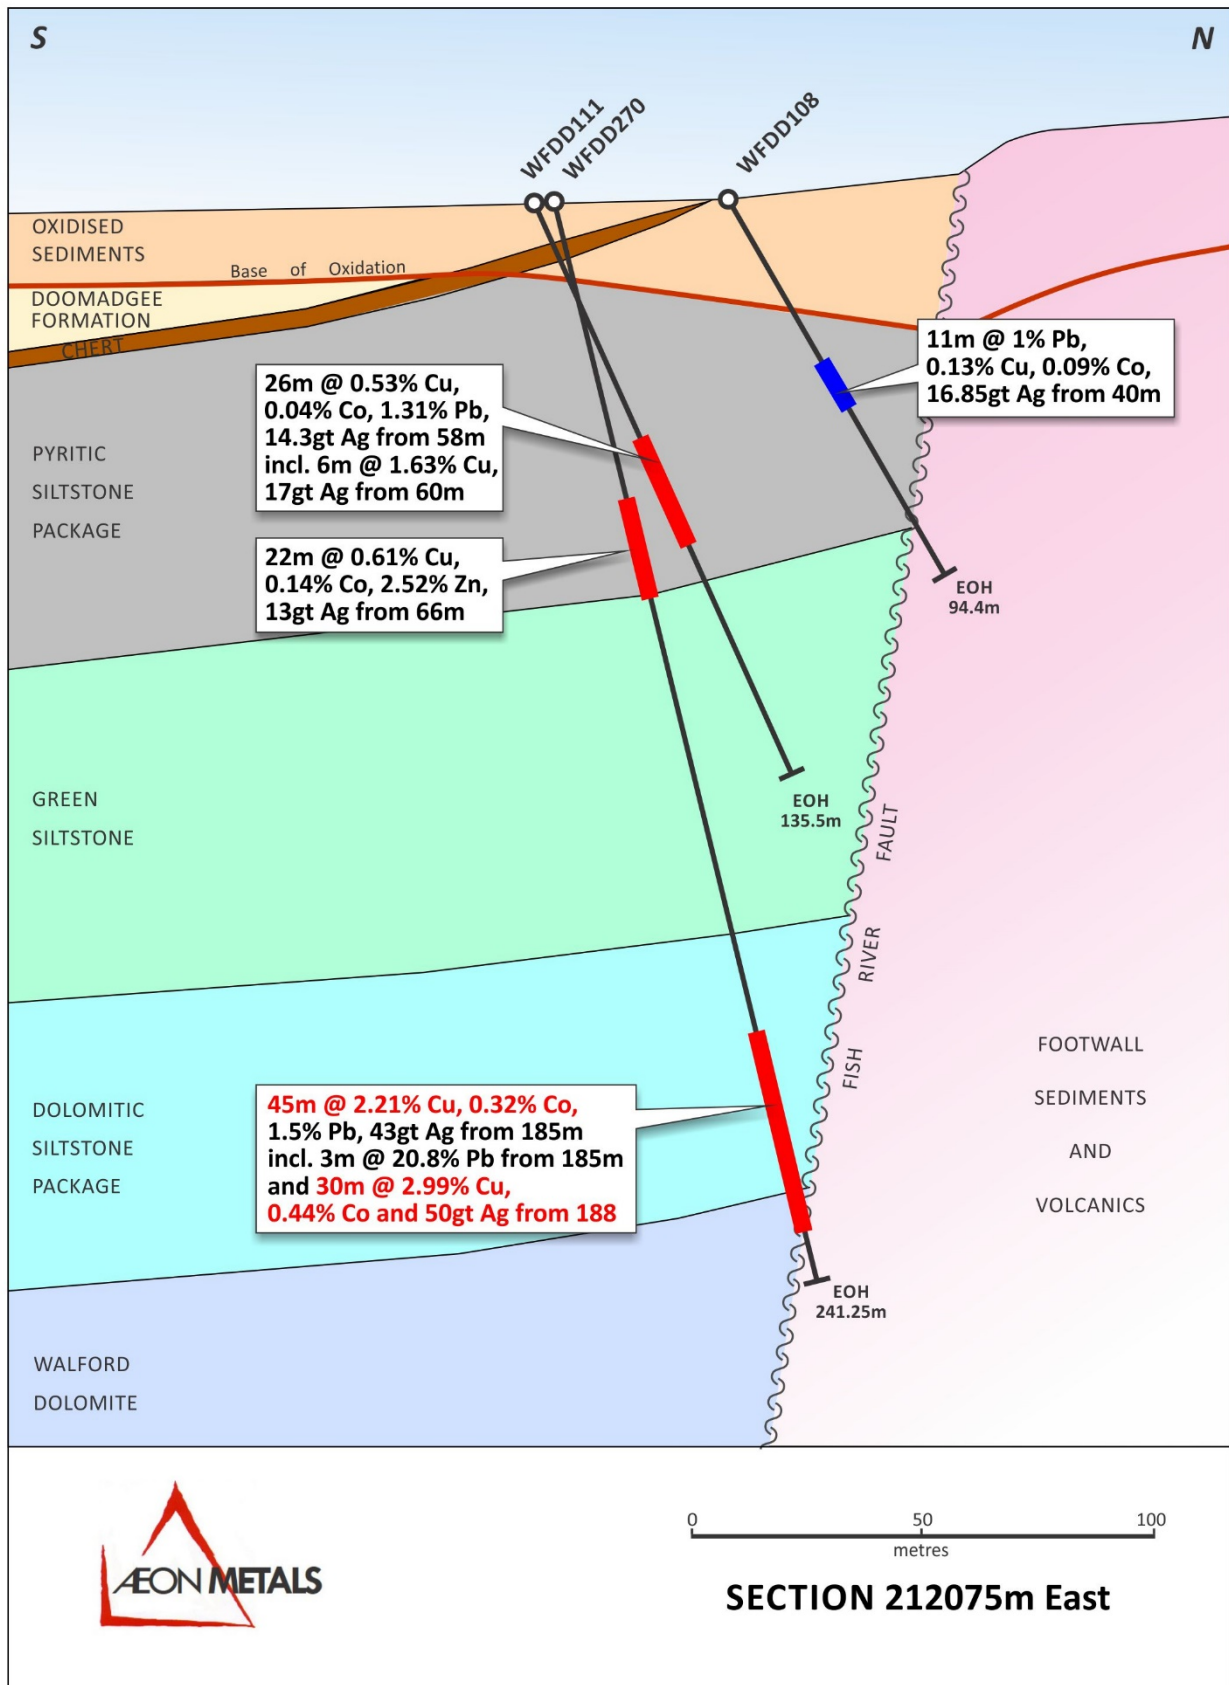 S
N
WFDD111
WFDD270
WFDD108
OXIDISED
SEDIMENTS
Base of Oxidation
DOOMADGEE
FORMATION
CHERT
11m @ 1% Pb,
0.13% Cu, 0.09% Co,
16.85gt Ag from 40m
26m @ 0.53% Cu,
0.04% Co, 1.31% Pb,
14.3gt Ag from 58m
incl. 6m @ 1.63% Cu,
17gt Ag from 60m
PYRITIC
SILTSTONE
PACKAGE
22m @ 0.61% Cu,
0.14% Co, 2.52% Zn,
13gt Ag from 66m
EOH
94.4m
GREEN
SILTSTONE
EOH
135.5m
FISH RIVER FAULT
FOOTWALL
SEDIMENTS
AND
VOLCANICS
DOLOMITIC
SILTSTONE
PACKAGE
45m @ 2.21% Cu, 0.32% Co,
1.5% Pb, 43gt Ag from 185m
incl. 3m @ 20.8% Pb from 185m
and 30m @ 2.99% Cu,
0.44% Co and 50gt Ag from 188
EOH
241.25m
WALFORD
DOLOMITE
ÆON METALS
0 50 100
metres
SECTION 212075m East